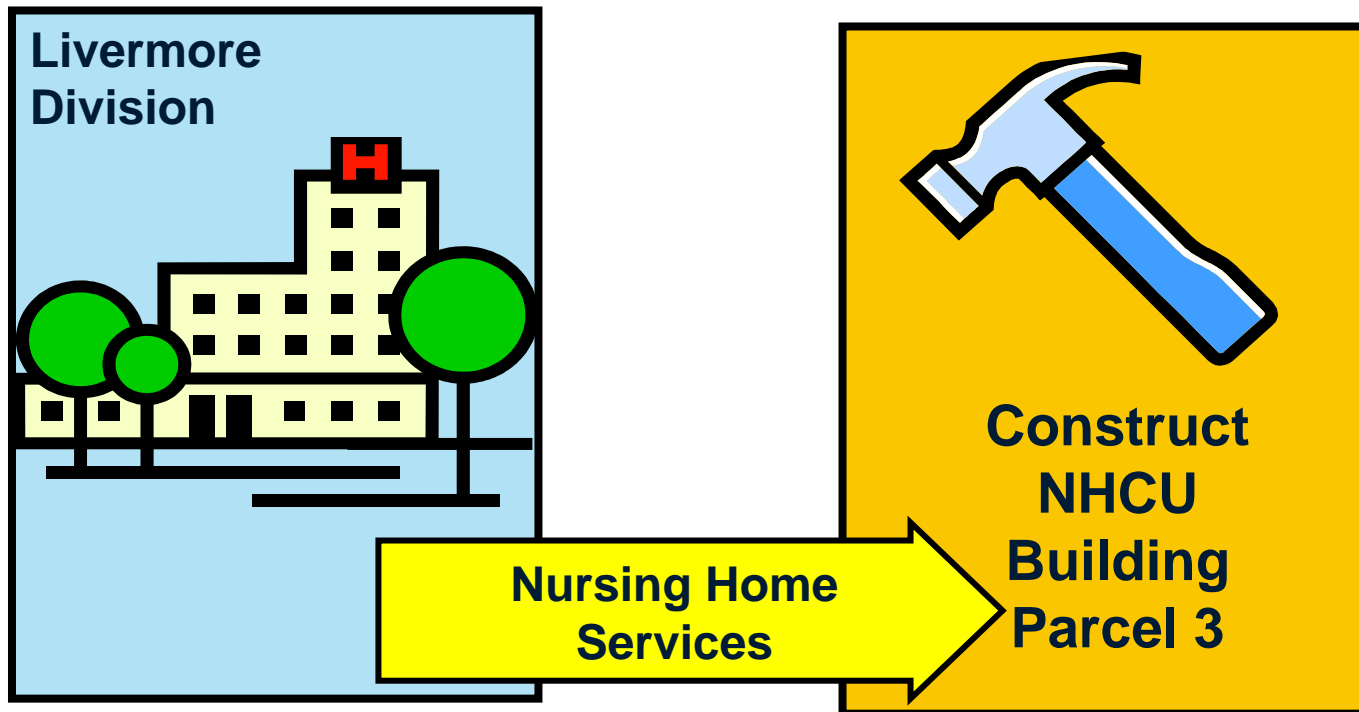 Livermore
Division
H
Nursing Home
Services
Construct
NHCU
Building
Parcel 3